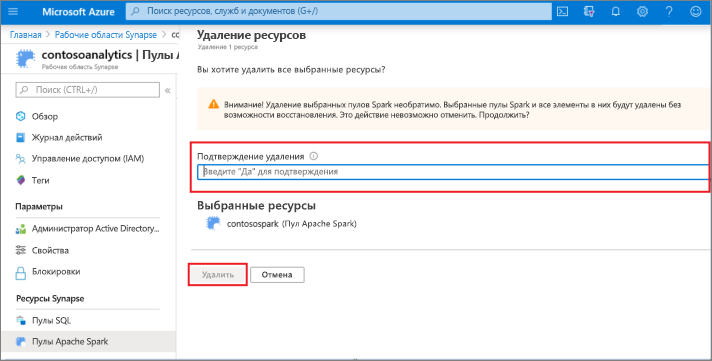 Microsoft Azure
Поиск ресурсов, служб и документов (G+/)
Главная > Рабочие области Synapse >
contosoanalytics | Пулы
Рабочая область Synapse
Поиск (CTRL+/)
«
Обзор
Журнал действий
Управление доступом (IAM)
Теги
Параметры
Администратор Active Directory...
Свойства
Блокировки
Ресурсы Synapse
Пулы SQL
Пулы Apache Spark
Удаление ресурсов
Удаление 1 ресурса
Вы хотите удалить все выбранные ресурсы?
Внимание! Удаление выбранных пулов Spark необратимо. Выбранные пулы Spark и все элементы в них будут удалены без
возможности восстановления. Это действие невозможно отменить. Продолжить?
Подтверждение удаления
Введите "Да" для подтверждения
Выбранные ресурсы
contosospark (Пул Apache Spark)
Удалить
Отмена